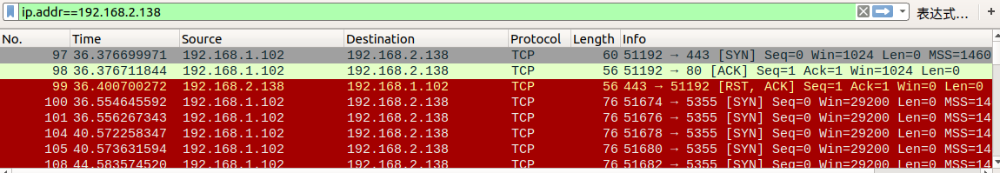 ip.addr==192.168.2.138 表达式… +
No. Time Source Destination Protocol Length Info
97 36.376699971 192.168.1.102 192.168.2.138 TCP 60 51192 → 443 [SYN] Seq=0 Win=1024 Len=0 MSS=1460
98 36.376711844 192.168.1.102 192.168.2.138 TCP 56 51192 → 80 [ACK] Seq=1 Ack=1 Win=1024 Len=0
99 36.400700272 192.168.2.138 192.168.1.102 TCP 56 443 → 51192 [RST, ACK] Seq=1 Ack=1 Win=0 Len=0
100 36.554645592 192.168.1.102 192.168.2.138 TCP 76 51674 → 5355 [SYN] Seq=0 Win=29200 Len=0 MSS=14
101 36.556267343 192.168.1.102 192.168.2.138 TCP 76 51676 → 5355 [SYN] Seq=0 Win=29200 Len=0 MSS=14
104 40.572258347 192.168.1.102 192.168.2.138 TCP 76 51678 → 5355 [SYN] Seq=0 Win=29200 Len=0 MSS=14
105 40.573631594 192.168.1.102 192.168.2.138 TCP 76 51680 → 5355 [SYN] Seq=0 Win=29200 Len=0 MSS=14
108 44.583574520 192.168.1.102 192.168.2.138 TCP 76 51682 → 5355 [SYN] Seq=0 Win=29200 Len=0 MSS=14